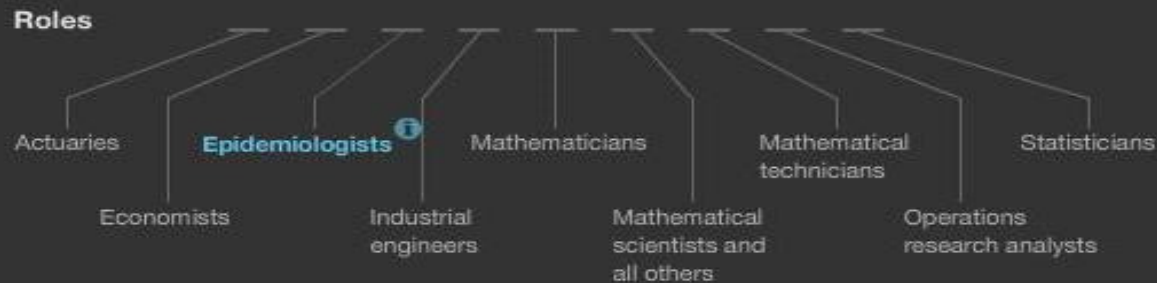 Roles
Actuaries
Epidemiologists
Mathematicians
Mathematical
technicians
Statisticians
Economists
Industrial
engineers
Mathematical
scientists and
all others
Operations
research analysts